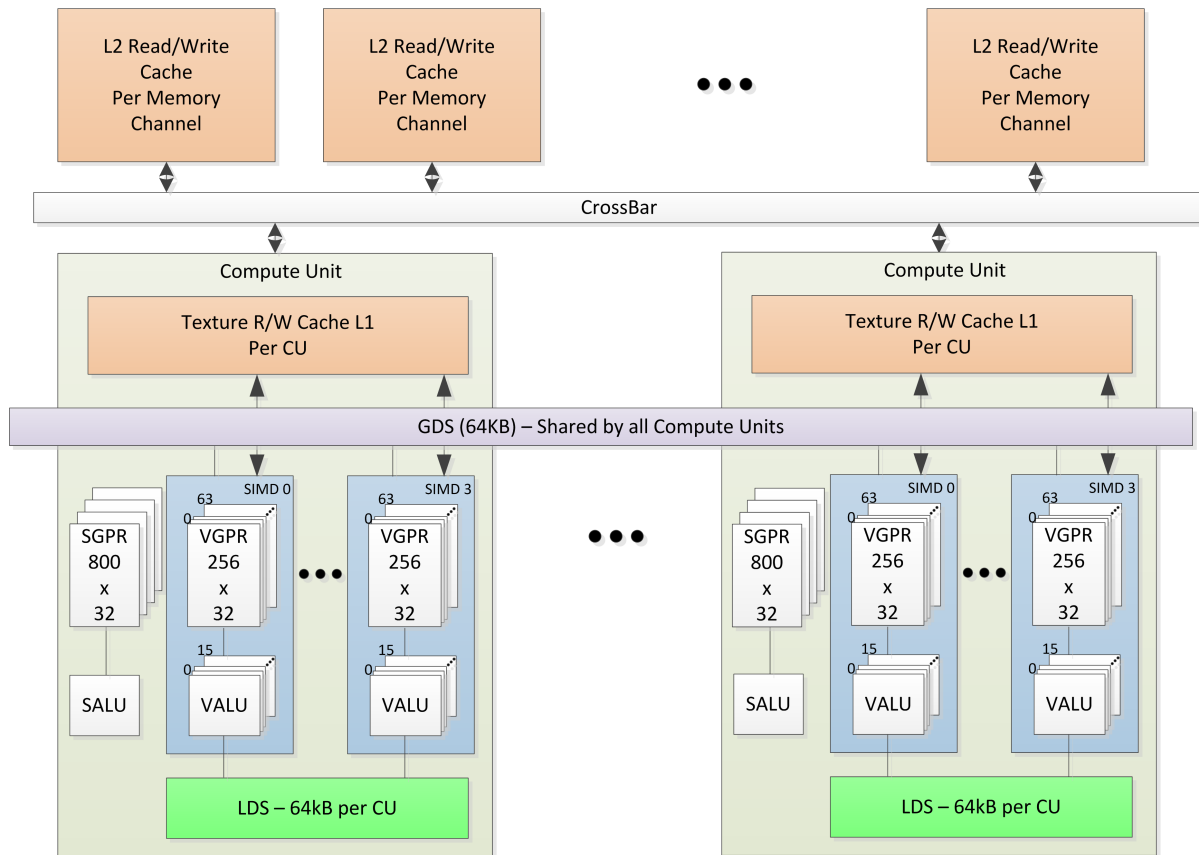 L2 Read/Write
Cache
Per Memory
Channel
L2 Read/Write
Cache
Per Memory
Channel
L2 Read/Write
Cache
Per Memory
Channel
CrossBar
Compute Unit
Texture R/W Cache L1
Per CU
Compute Unit
Texture R/W Cache L1
Per CU
GDS (64KB) – Shared by all Compute Units
SGPR
800
x
32
SALU
SIMD 0
63
0
VGPR
256
x
32
15
0
VALU
SIMD 3
63
0
VGPR
256
x
32
15
0
VALU
LDS – 64kB per CU
SGPR
800
x
32
SALU
SIMD 0
63
0
VGPR
256
x
32
15
0
VALU
SIMD 3
63
0
VGPR
256
x
32
15
0
VALU
LDS – 64kB per CU